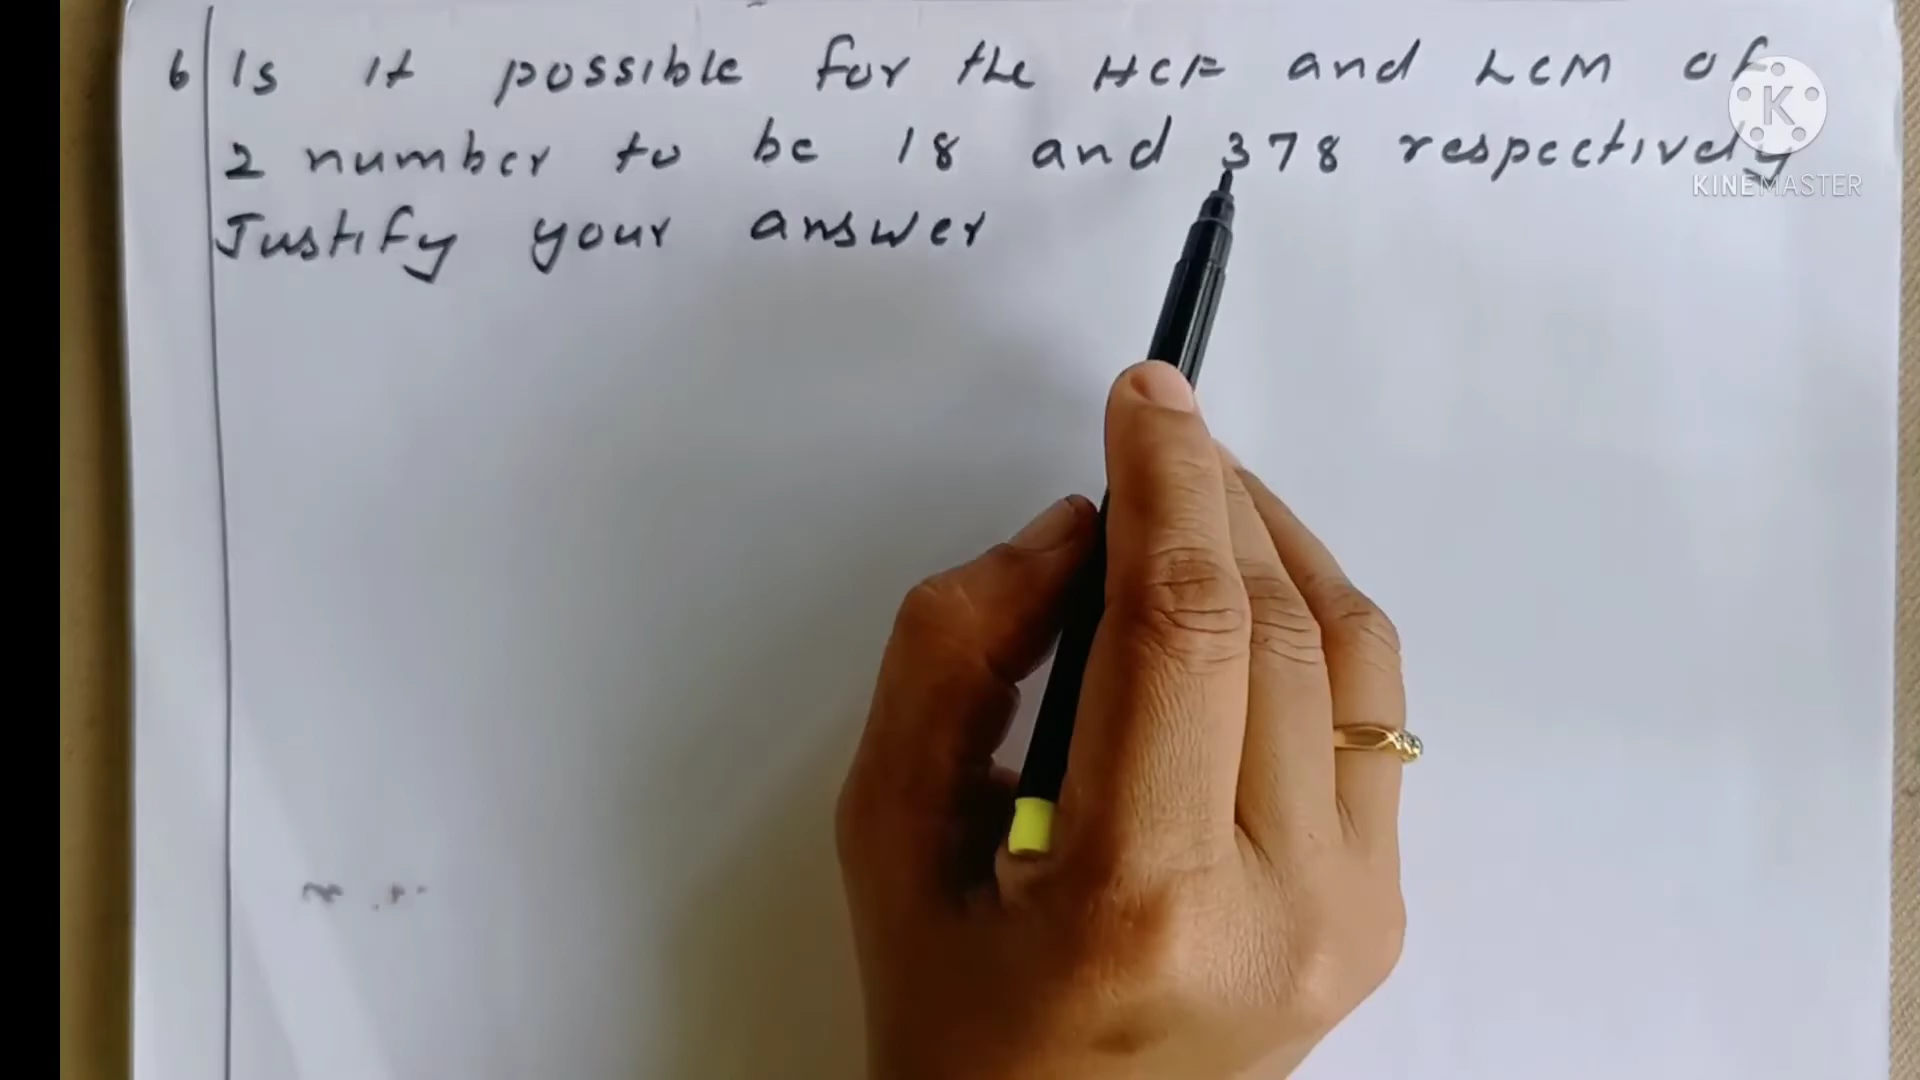 6 Is it possible for the HCF and LCM of
2 number to be 18 and 378 respectively
Justify your answer
K
KINEMASTER